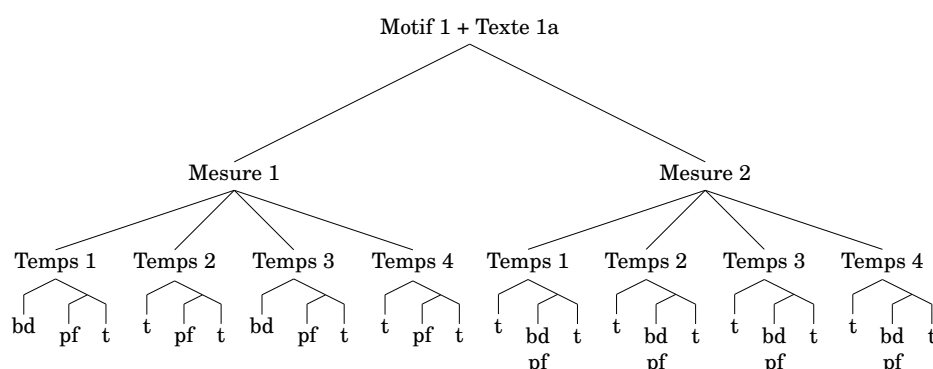 Motif 1 + Texte 1a
Mesure 1 Mesure 2
Temps 1 Temps 2 Temps 3 Temps 4 Temps 1 Temps 2 Temps 3 Temps 4
bd pf t t pf t bd pf t t pf t t bd t t bd t t bd t t bd t
pf pf pf pf